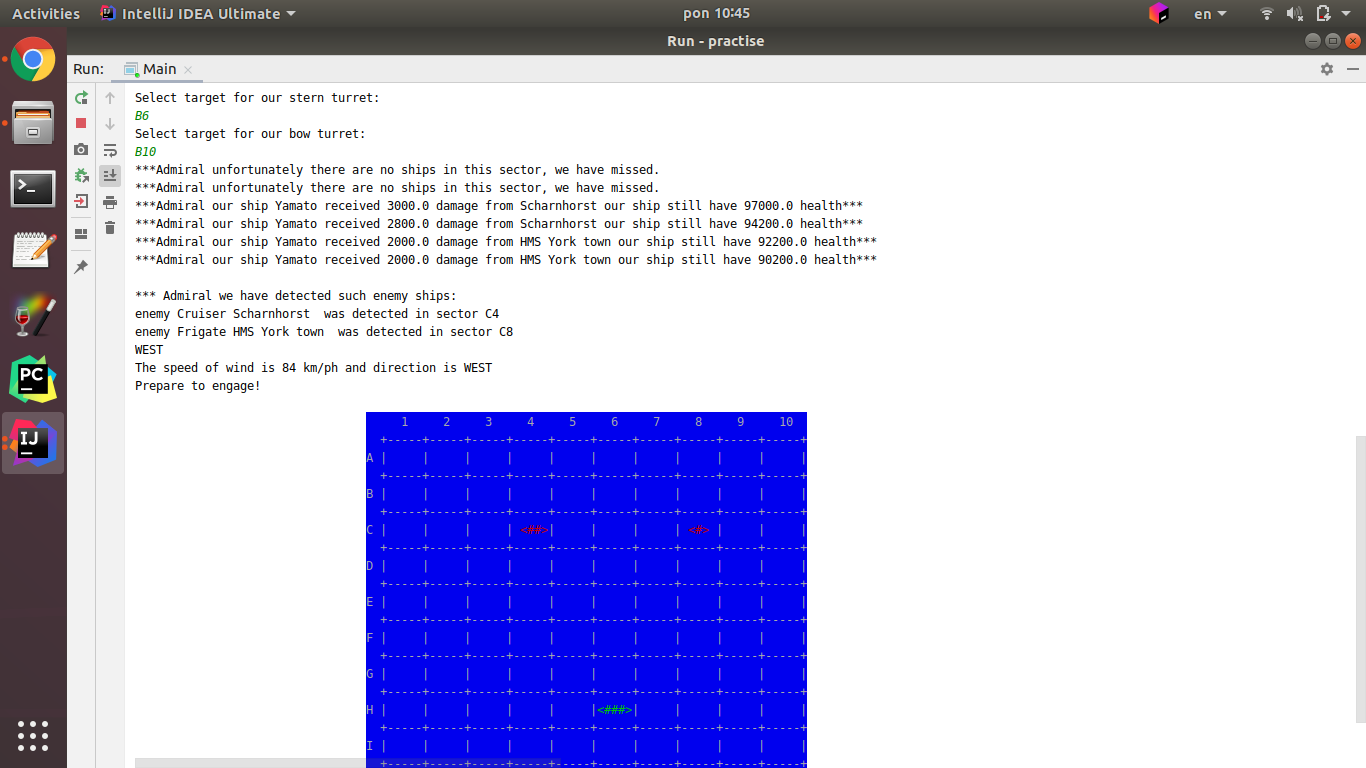 Activities IntelliJ IDEA Ultimate pon 10:45 en
Run - practise
Run: Main
Select target for our stern turret:
B6
Select target for our bow turret:
B10
***Admiral unfortunately there are no ships in this sector, we have missed.
***Admiral unfortunately there are no ships in this sector, we have missed.
***Admiral our ship Yamato received 3000.0 damage from Scharnhorst our ship still have 97000.0 health***
***Admiral our ship Yamato received 2800.0 damage from Scharnhorst our ship still have 94200.0 health***
***Admiral our ship Yamato received 2000.0 damage from HMS York town our ship still have 92200.0 health***
***Admiral our ship Yamato received 2000.0 damage from HMS York town our ship still have 90200.0 health***
*** Admiral we have detected such enemy ships:
enemy Cruiser Scharnhorst  was detected in sector C4
enemy Frigate HMS York town  was detected in sector C8
WEST
The speed of wind is 84 km/ph and direction is WEST
Prepare to engage!
1 2 3 4 5 6 7 8 9 10
+-----+-----+-----+-----+-----+-----+-----+-----+-----+-----+
A |     |     |     |     |     |     |     |     |     |     |
+-----+-----+-----+-----+-----+-----+-----+-----+-----+-----+
B |     |     |     |     |     |     |     |     |     |     |
+-----+-----+-----+-----+-----+-----+-----+-----+-----+-----+
C |     |     |     | <##>|     |     |     | <#> |     |     |
+-----+-----+-----+-----+-----+-----+-----+-----+-----+-----+
D |     |     |     |     |     |     |     |     |     |     |
+-----+-----+-----+-----+-----+-----+-----+-----+-----+-----+
E |     |     |     |     |     |     |     |     |     |     |
+-----+-----+-----+-----+-----+-----+-----+-----+-----+-----+
F |     |     |     |     |     |     |     |     |     |     |
+-----+-----+-----+-----+-----+-----+-----+-----+-----+-----+
G |     |     |     |     |     |     |     |     |     |     |
+-----+-----+-----+-----+-----+-----+-----+-----+-----+-----+
H |     |     |     |     |     |<###>|     |     |     |     |
+-----+-----+-----+-----+-----+-----+-----+-----+-----+-----+
I |     |     |     |     |     |     |     |     |     |     |
+-----+-----+-----+-----+-----+-----+-----+-----+-----+-----+
PC
IJ